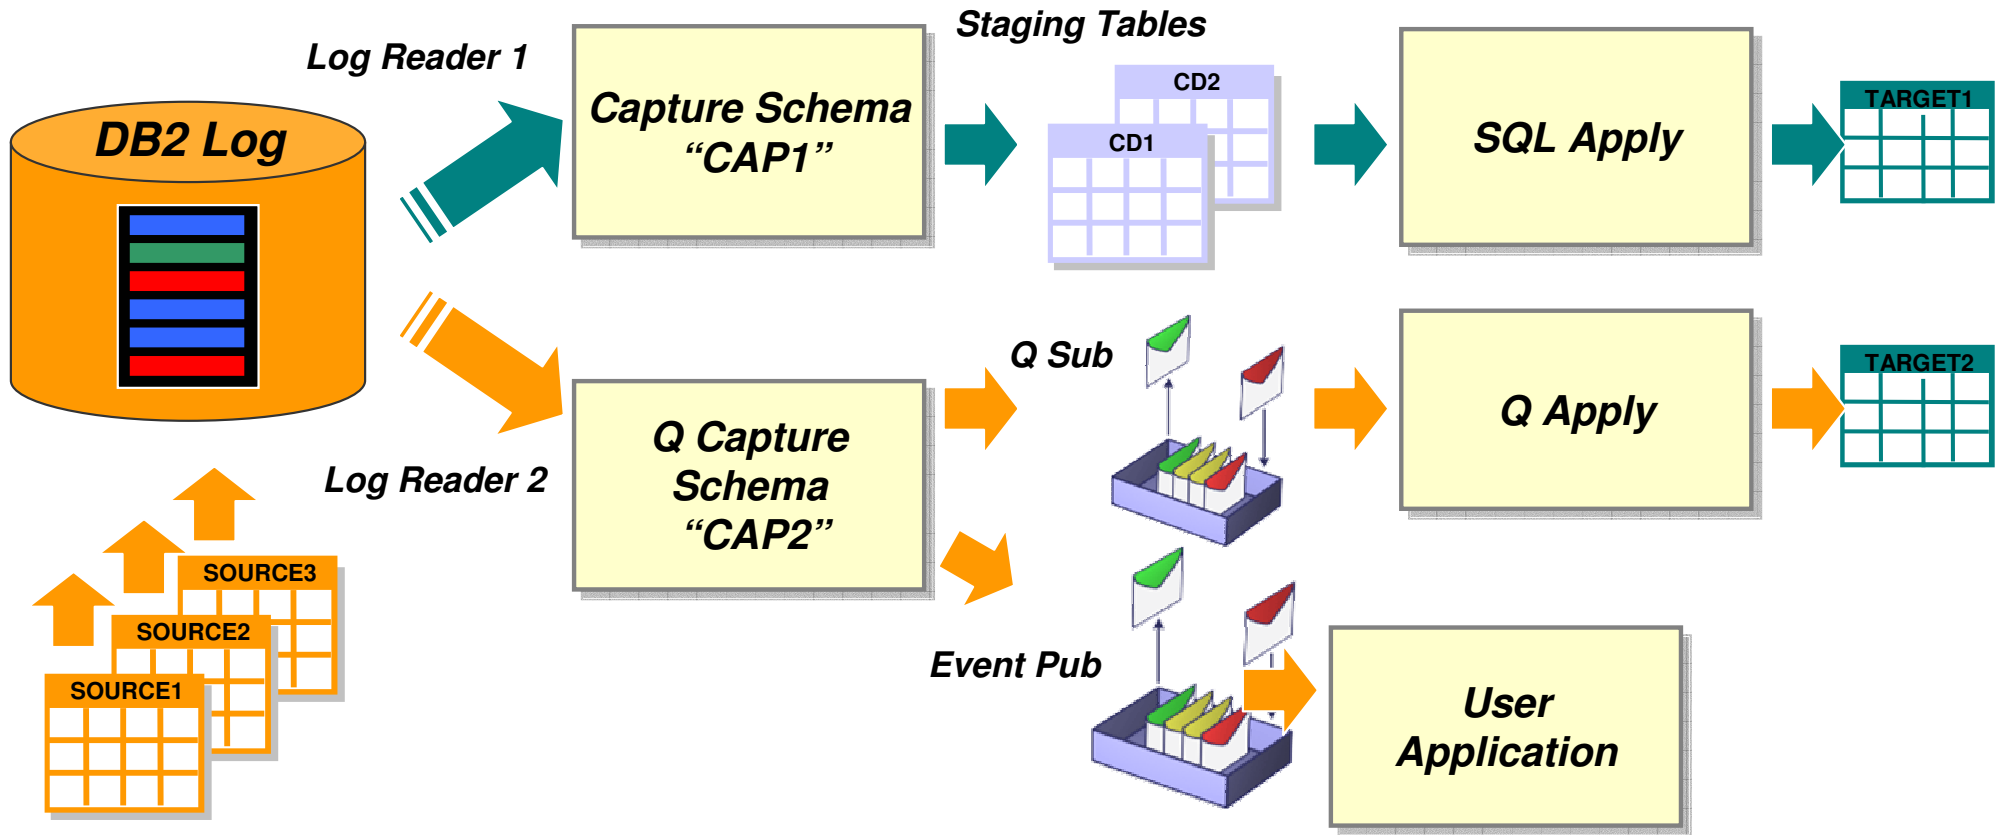 Log Reader 1
Staging Tables
DB2 Log
Capture Schema
“CAP1”
CD2
CD1
SQL Apply
TARGET1
Q Sub
Q Apply
TARGET2
Log Reader 2
Q Capture
Schema
“CAP2”
SOURCE3
SOURCE2
SOURCE1
Event Pub
User
Application